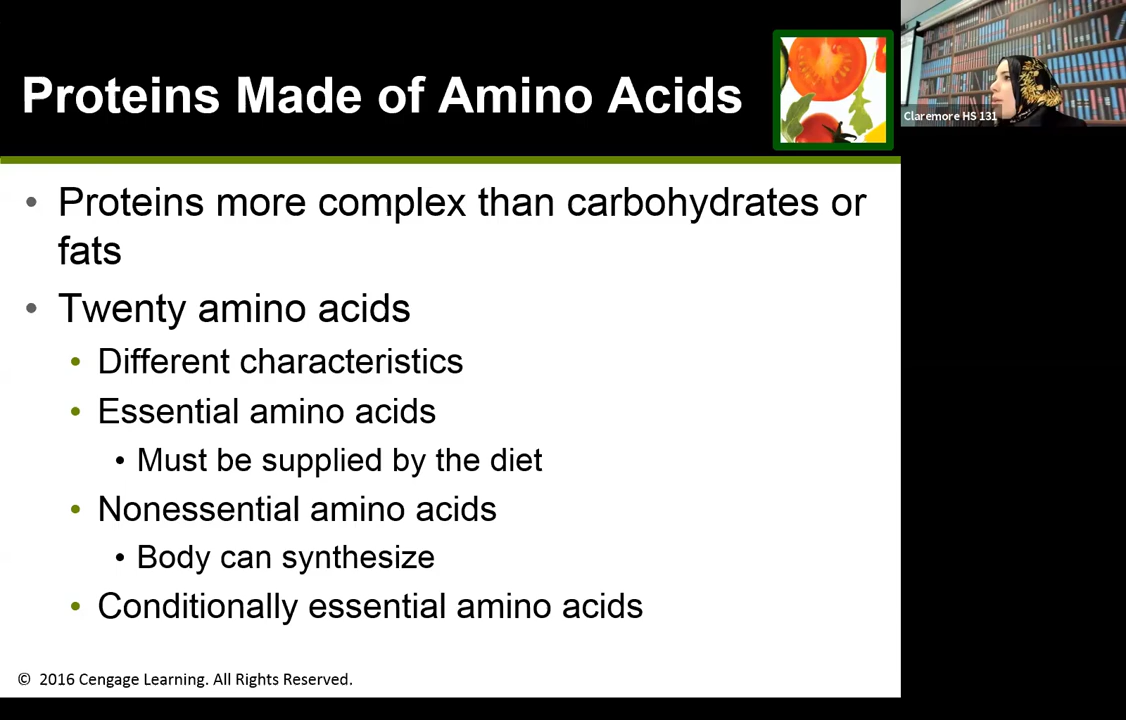 Proteins Made of Amino Acids
Claremore HS 131
• Proteins more complex than carbohydrates or
fats
• Twenty amino acids
• Different characteristics
• Essential amino acids
• Must be supplied by the diet
• Nonessential amino acids
• Body can synthesize
• Conditionally essential amino acids
© 2016 Cengage Learning. All Rights Reserved.